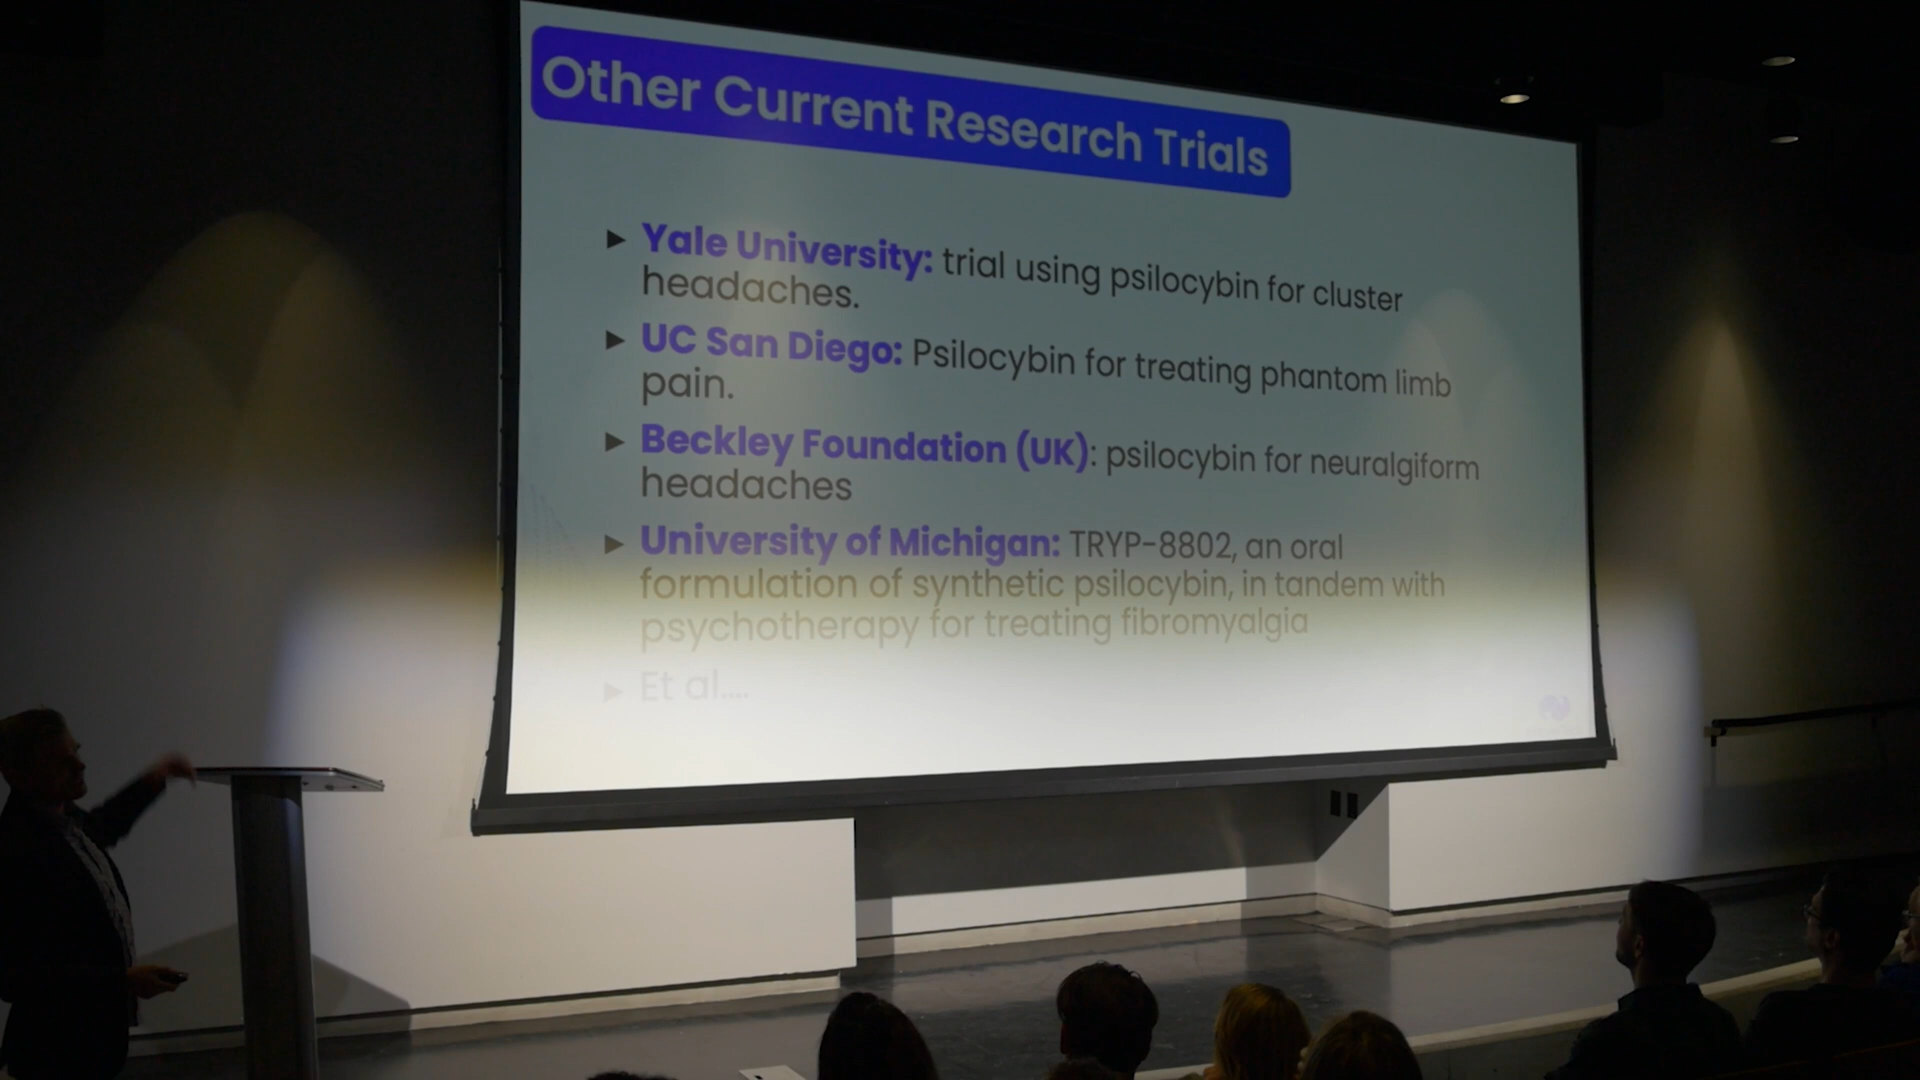 Other Current Research Trials
► Yale University: trial using psilocybin for cluster
headaches.
► UC San Diego: Psilocybin for treating phantom limb
pain.
► Beckley Foundation (UK): psilocybin for neuralgiform
headaches
► University of Michigan: TRYP-8802, an oral
formulation of synthetic psilocybin, in tandem with
psychotherapy for treating fibromyalgia
► Et al....